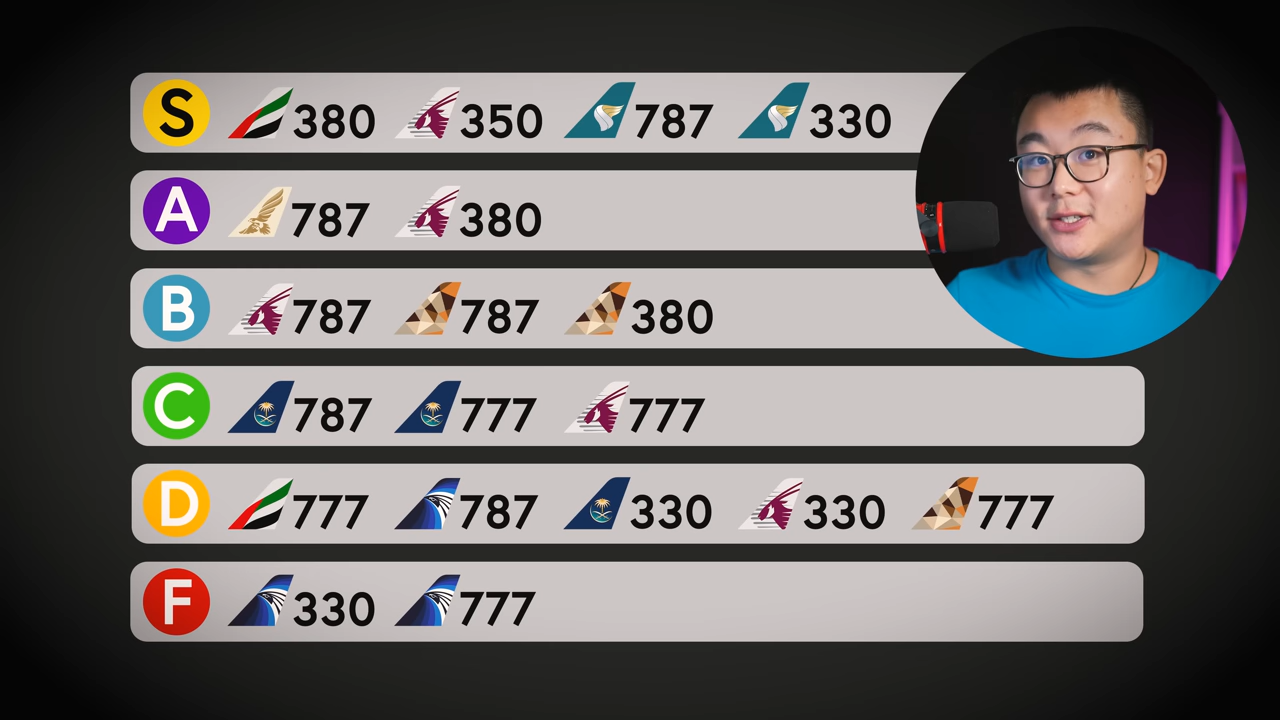 S 380 350 787 330
A 787 380
B 787 787 380
C 787 777 777
D 777 787 330 330 777
F 330 777